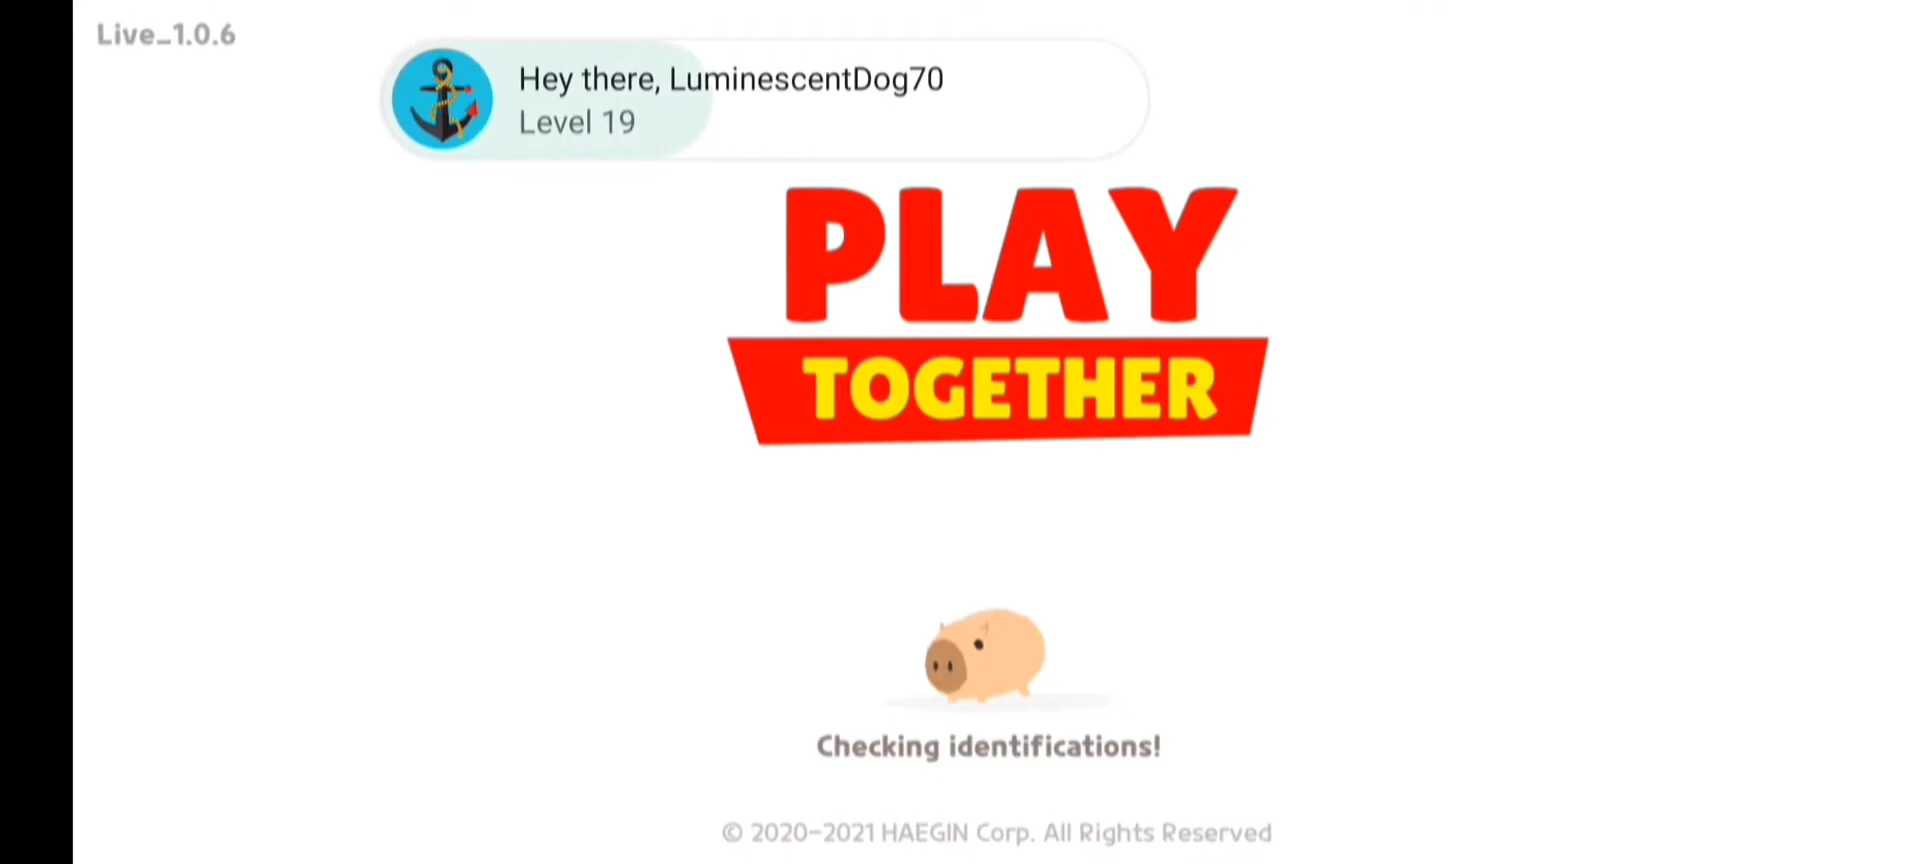 Live_1.0.6
Hey there, LuminescentDog70
Level 19
PLAY
TOGETHER
Checking identifications!
© 2020-2021 HAEGIN Corp. All Rights Reserved